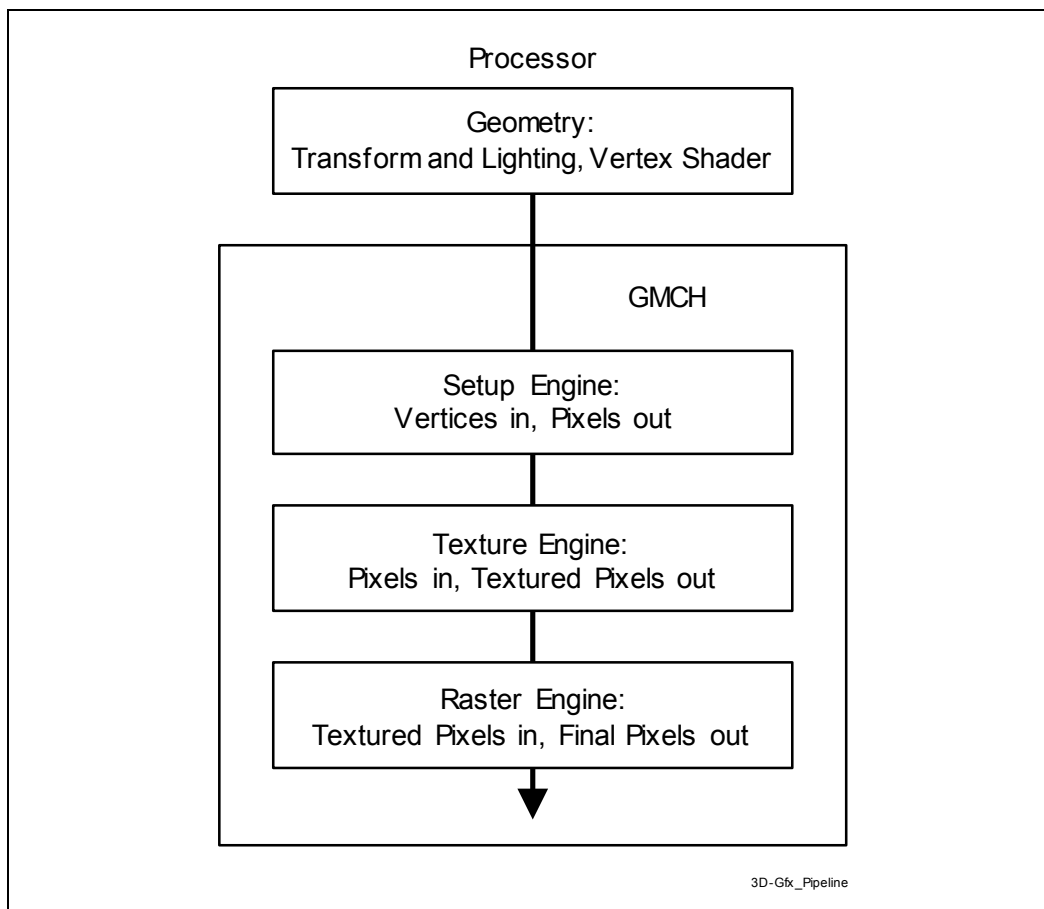 Processor
Geometry:
Transform and Lighting, Vertex Shader
GMCH
Setup Engine:
Vertices in, Pixels out
Texture Engine:
Pixels in, Textured Pixels out
Raster Engine:
Textured Pixels in, Final Pixels out
3D-Gfx_Pipeline